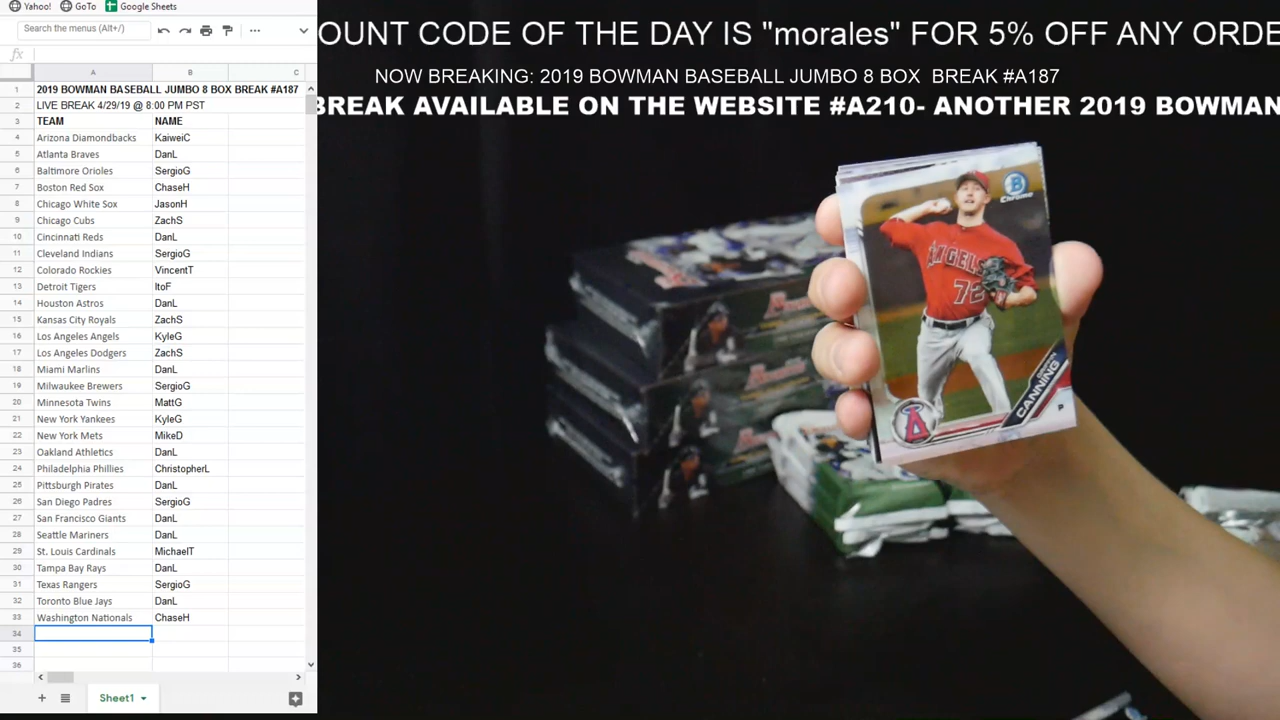 Yahoo! GoTo Google Sheets
Search the menus (Alt+/)
fx
A B C
1 2019 BOWMAN BASEBALL JUMBO 8 BOX BREAK #A187
2 LIVE BREAK 4/29/19 @ 8:00 PM PST
3 TEAM NAME
4 Arizona Diamondbacks KaiweiC
5 Atlanta Braves DanL
6 Baltimore Orioles SergioG
7 Boston Red Sox ChaseH
8 Chicago White Sox JasonH
9 Chicago Cubs ZachS
10 Cincinnati Reds DanL
11 Cleveland Indians SergioG
12 Colorado Rockies VincentT
13 Detroit Tigers ItoF
14 Houston Astros DanL
15 Kansas City Royals ZachS
16 Los Angeles Angels KyleG
17 Los Angeles Dodgers ZachS
18 Miami Marlins DanL
19 Milwaukee Brewers SergioG
20 Minnesota Twins MattG
21 New York Yankees KyleG
22 New York Mets MikeD
23 Oakland Athletics DanL
24 Philadelphia Phillies ChristopherL
25 Pittsburgh Pirates DanL
26 San Diego Padres SergioG
27 San Francisco Giants DanL
28 Seattle Mariners DanL
29 St. Louis Cardinals MichaelT
30 Tampa Bay Rays DanL
31 Texas Rangers SergioG
32 Toronto Blue Jays DanL
33 Washington Nationals ChaseH
34
35
36
Sheet1
OUNT CODE OF THE DAY IS "morales" FOR 5% OFF ANY ORDE
NOW BREAKING: 2019 BOWMAN BASEBALL JUMBO 8 BOX BREAK #A187
BREAK AVAILABLE ON THE WEBSITE #A210- ANOTHER 2019 BOWMAN
B
Chrome
ANGELS
72
CANNING
P
A